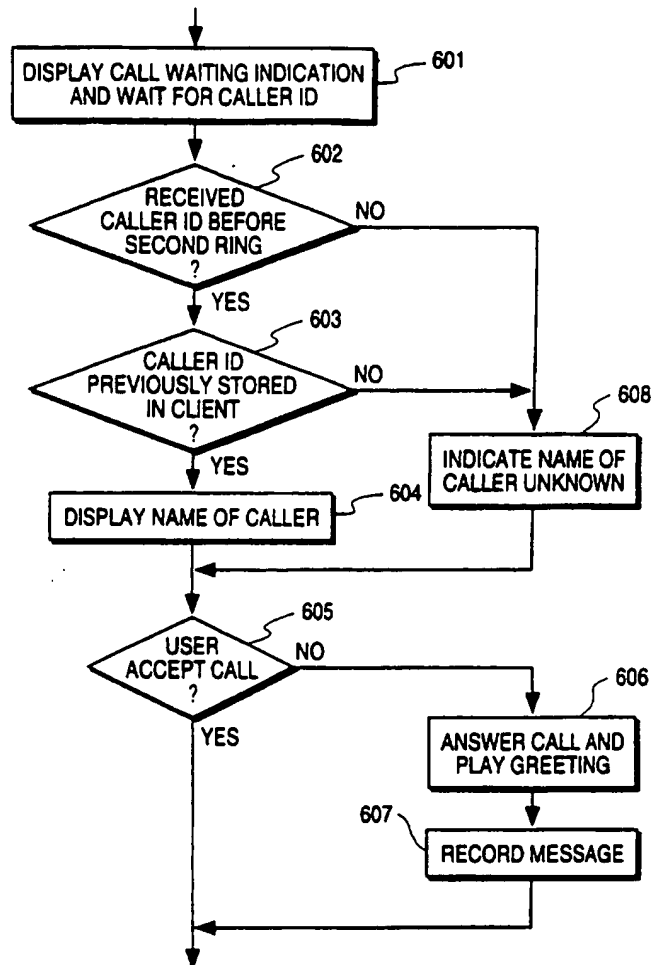 DISPLAY CALL WAITING INDICATION
AND WAIT FOR CALLER ID
601
602
RECEIVED
CALLER ID BEFORE
SECOND RING
?
NO
YES
603
CALLER ID
PREVIOUSLY STORED
IN CLIENT
?
NO
YES
608
INDICATE NAME OF
CALLER UNKNOWN
604
DISPLAY NAME OF CALLER
605
USER
ACCEPT CALL
?
NO
YES
606
ANSWER CALL AND
PLAY GREETING
607
RECORD MESSAGE